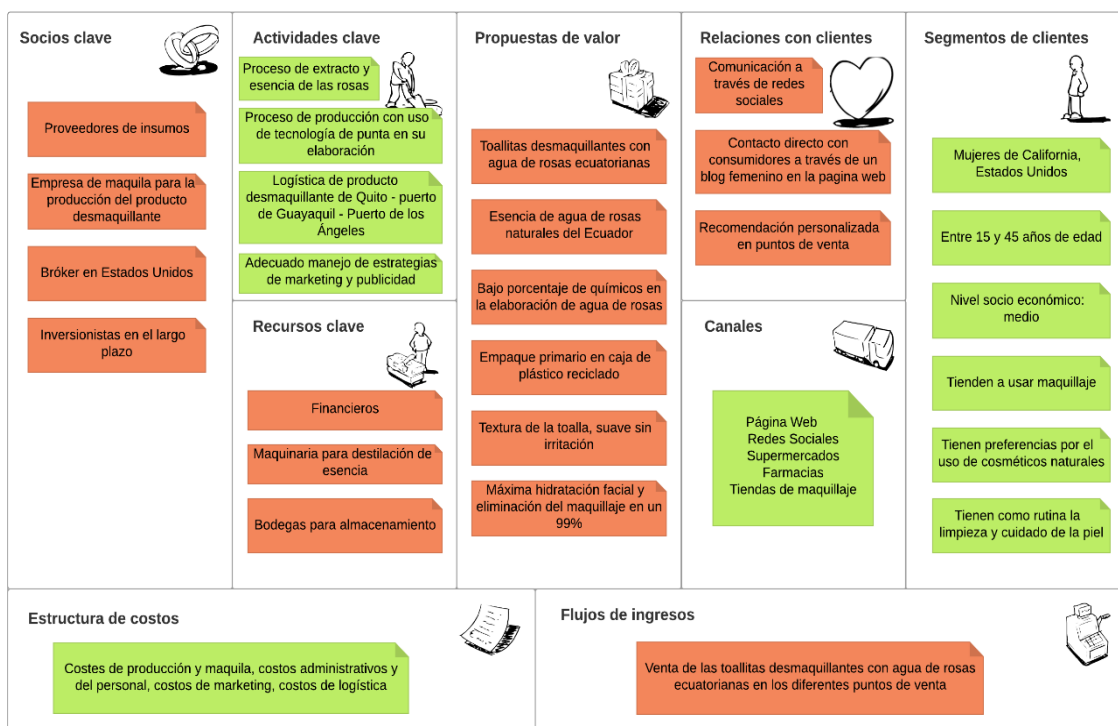 Socios clave
Proveedores de insumos
Empresa de maquila para la
producción del producto
desmaquillante
Bróker en Estados Unidos
Inversionistas en el largo
plazo
Actividades clave
Proceso de extracto y
esencia de las rosas
Proceso de producción con uso
de tecnología de punta en su
elaboración
Logística de producto
desmaquillante de Quito - puerto
de Guayaquil - Puerto de los
Ángeles
Adecuado manejo de estrategias
de marketing y publicidad
Recursos clave
Financieros
Maquinaria para destilación de
esencia
Bodegas para almacenamiento
Propuestas de valor
Toallitas desmaquillantes con
agua de rosas ecuatorianas
Esencia de agua de rosas
naturales del Ecuador
Bajo porcentaje de químicos en
la elaboración de agua de rosas
Empaque primario en caja de
plástico reciclado
Textura de la toalla, suave sin
irritación
Máxima hidratación facial y
eliminación del maquillaje en un
99%
Relaciones con clientes
Comunicación a
través de redes
sociales
Contacto directo con
consumidores a través de un
blog femenino en la pagina web
Recomendación personalizada
en puntos de venta
Canales
Página Web
Redes Sociales
Supermercados
Farmacias
Tiendas de maquillaje
Segmentos de clientes
Mujeres de California,
Estados Unidos
Entre 15 y 45 años de edad
Nivel socio económico:
medio
Tienden a usar maquillaje
Tienen preferencias por el
uso de cosméticos naturales
Tienen como rutina la
limpieza y cuidado de la piel
Estructura de costos
Costes de producción y maquila, costos administrativos y
del personal, costos de marketing, costos de logística
Flujos de ingresos
Venta de las toallitas desmaquillantes con agua de rosas
ecuatorianas en los diferentes puntos de venta